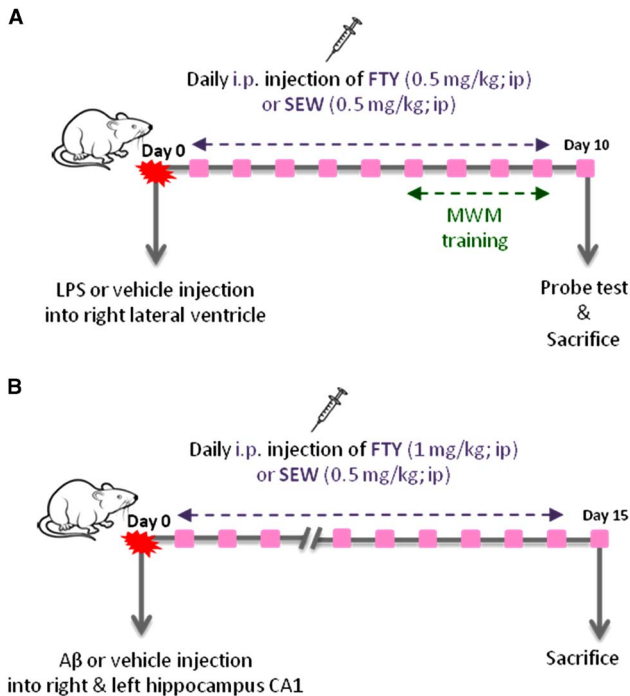 A
Daily i.p. injection of FTY (0.5 mg/kg; ip)
or SEW (0.5 mg/kg; ip)
Day 0
Day 10
MWM
training
LPS or vehicle injection
into right lateral ventricle
Probe test
&
Sacrifice
B
Daily i.p. injection of FTY (1 mg/kg; ip)
or SEW (0.5 mg/kg; ip)
Day 0
Day 15
Aβ or vehicle injection
into right & left hippocampus CA1
Sacrifice